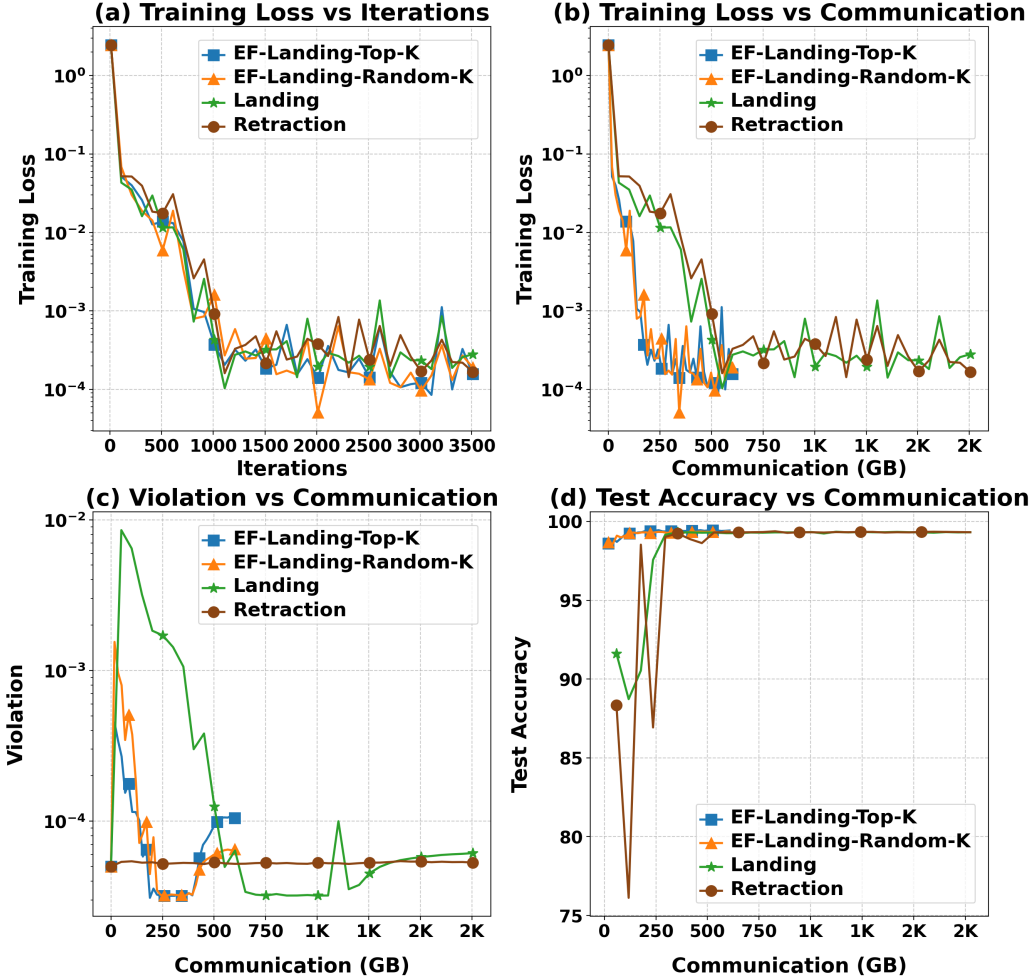 (a) Training Loss vs Iterations
Training Loss
10⁰
10⁻¹
10⁻²
10⁻³
10⁻⁴
EF-Landing-Top-K
EF-Landing-Random-K
Landing
Retraction
0 500 1000 1500 2000 2500 3000 3500
Iterations
(b) Training Loss vs Communication
Training Loss
10⁰
10⁻¹
10⁻²
10⁻³
10⁻⁴
EF-Landing-Top-K
EF-Landing-Random-K
Landing
Retraction
0 250 500 750 1K 1K 2K 2K
Communication (GB)
(c) Violation vs Communication
Violation
10⁻²
10⁻³
10⁻⁴
EF-Landing-Top-K
EF-Landing-Random-K
Landing
Retraction
0 250 500 750 1K 1K 2K 2K
Communication (GB)
(d) Test Accuracy vs Communication
Test Accuracy
100
95
90
85
80
75
EF-Landing-Top-K
EF-Landing-Random-K
Landing
Retraction
0 250 500 750 1K 1K 2K 2K
Communication (GB)